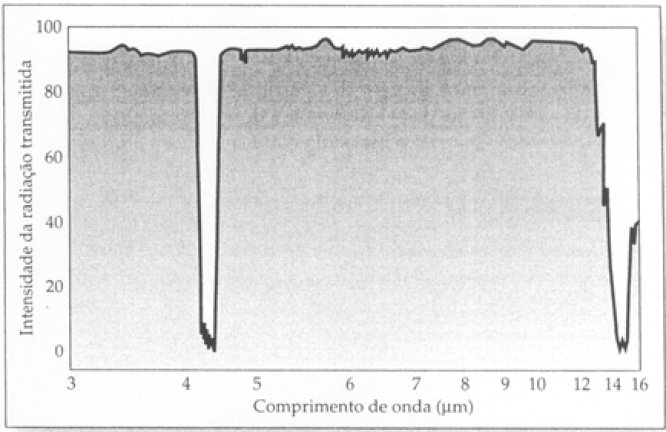 100
80
60
40
20
0
Intensidade da radiação transmitida
3 4 5 6 7 8 9 10 12 14 16
Comprimento de onda (μm)